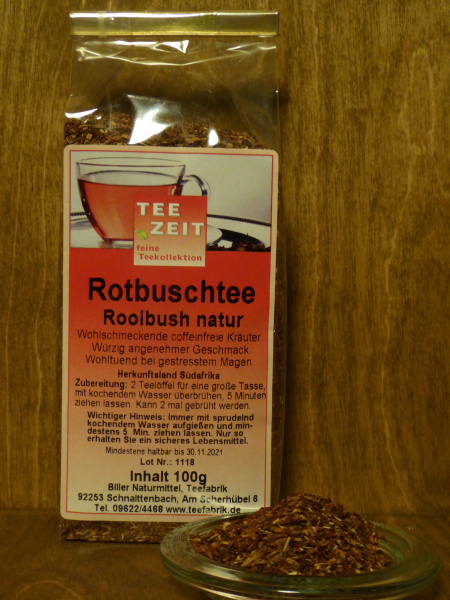 TEE
ZEIT
feine
Teekollektion
Rotbuschtee
Rooibush natur
Wohlschmeckende coffeinfreie Kräuter
Würzig angenehmer Geschmack
Wohltuend bei gestresstem Magen
Herkunftsland Südafrika
Zubereitung: 2 Teelöffel für eine große Tasse,
mit kochendem Wasser überbrühen, 5 Minuten
ziehen lassen. Kann 2 mal gebrüht werden.
Wichtiger Hinweis: Immer mit sprudelnd
kochendem Wasser aufgießen und min-
destens 5 Min. ziehen lassen. Nur so
erhalten Sie ein sicheres Lebensmittel.
Mindestens haltbar bis 30.11.2021
Lot Nr.: 1118
Inhalt 100g
Biller Naturmittel, Teefabrik
92253 Schnaittenbach, Am Scherhübel 6
Tel. 09622/4468 www.teefabrik.de